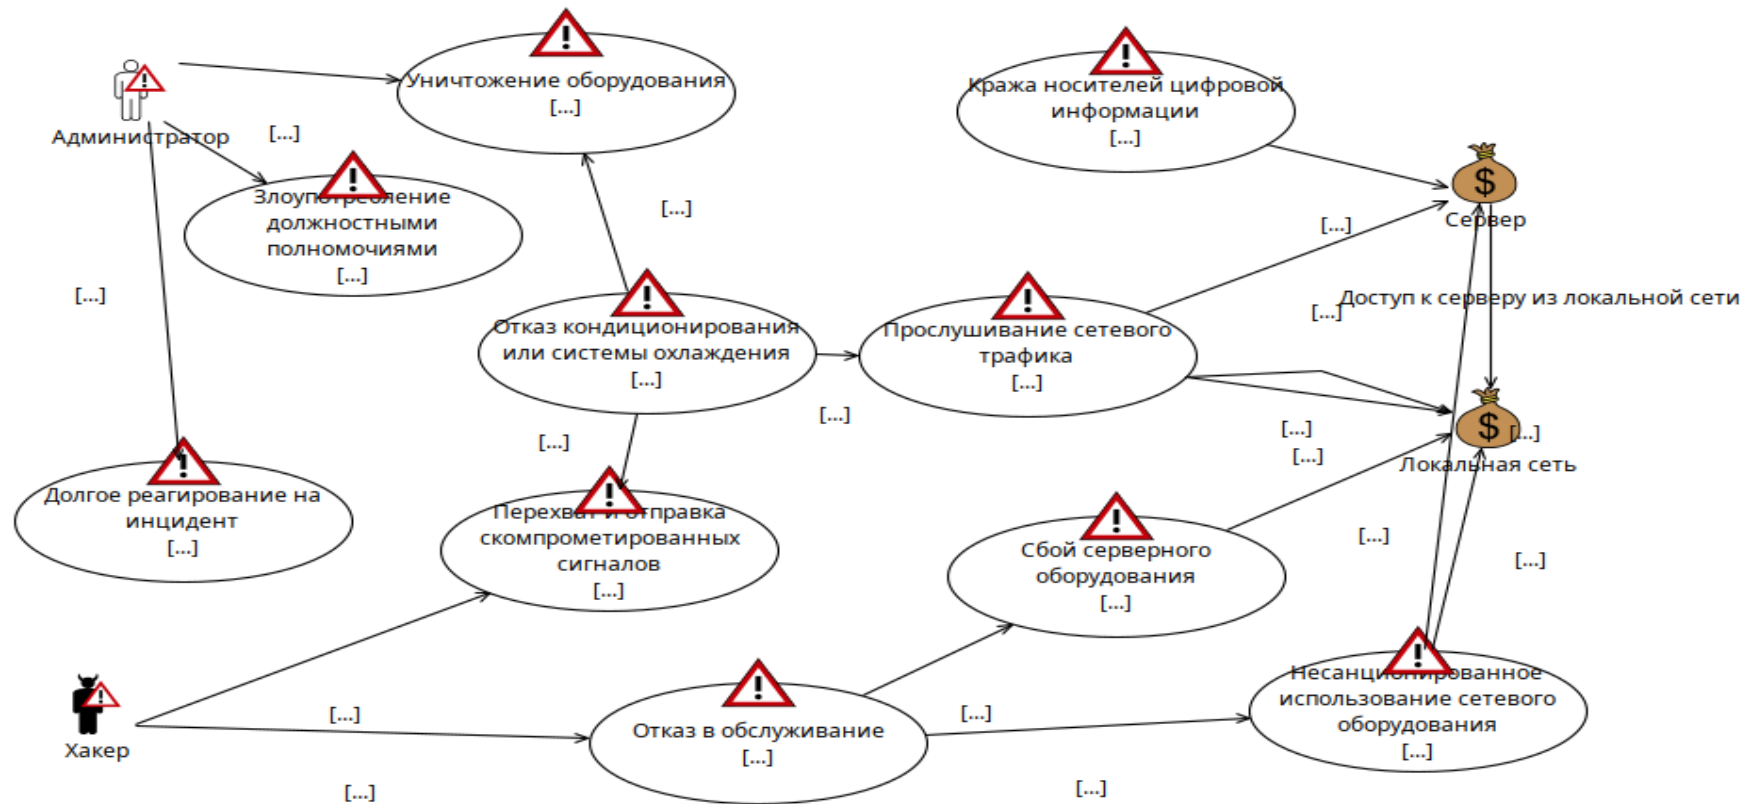 Уничтожение оборудования
[...]
Кража носителей цифровой
информации
[...]
Администратор
[...]
Злоупотребление
должностными
полномочиями
[...]
[...]
[...]
Сервер
[...]
[...]
Доступ к серверу из локальной сети
[...]
Отказ кондиционирования
или системы охлаждения
[...]
Прослушивание сетевого
трафика
[...]
[...]
[...]
[...]
[...]
[...]
Локальная сеть
Долгое реагирование на
инцидент
[...]
Перехват и отправка
скомпрометированных
сигналов
[...]
Сбой серверного
оборудования
[...]
[...]
[...]
Хакер
[...]
[...]
Отказ в обслуживание
[...]
[...]
[...]
Несанкционированное
использование сетевого
оборудования
[...]